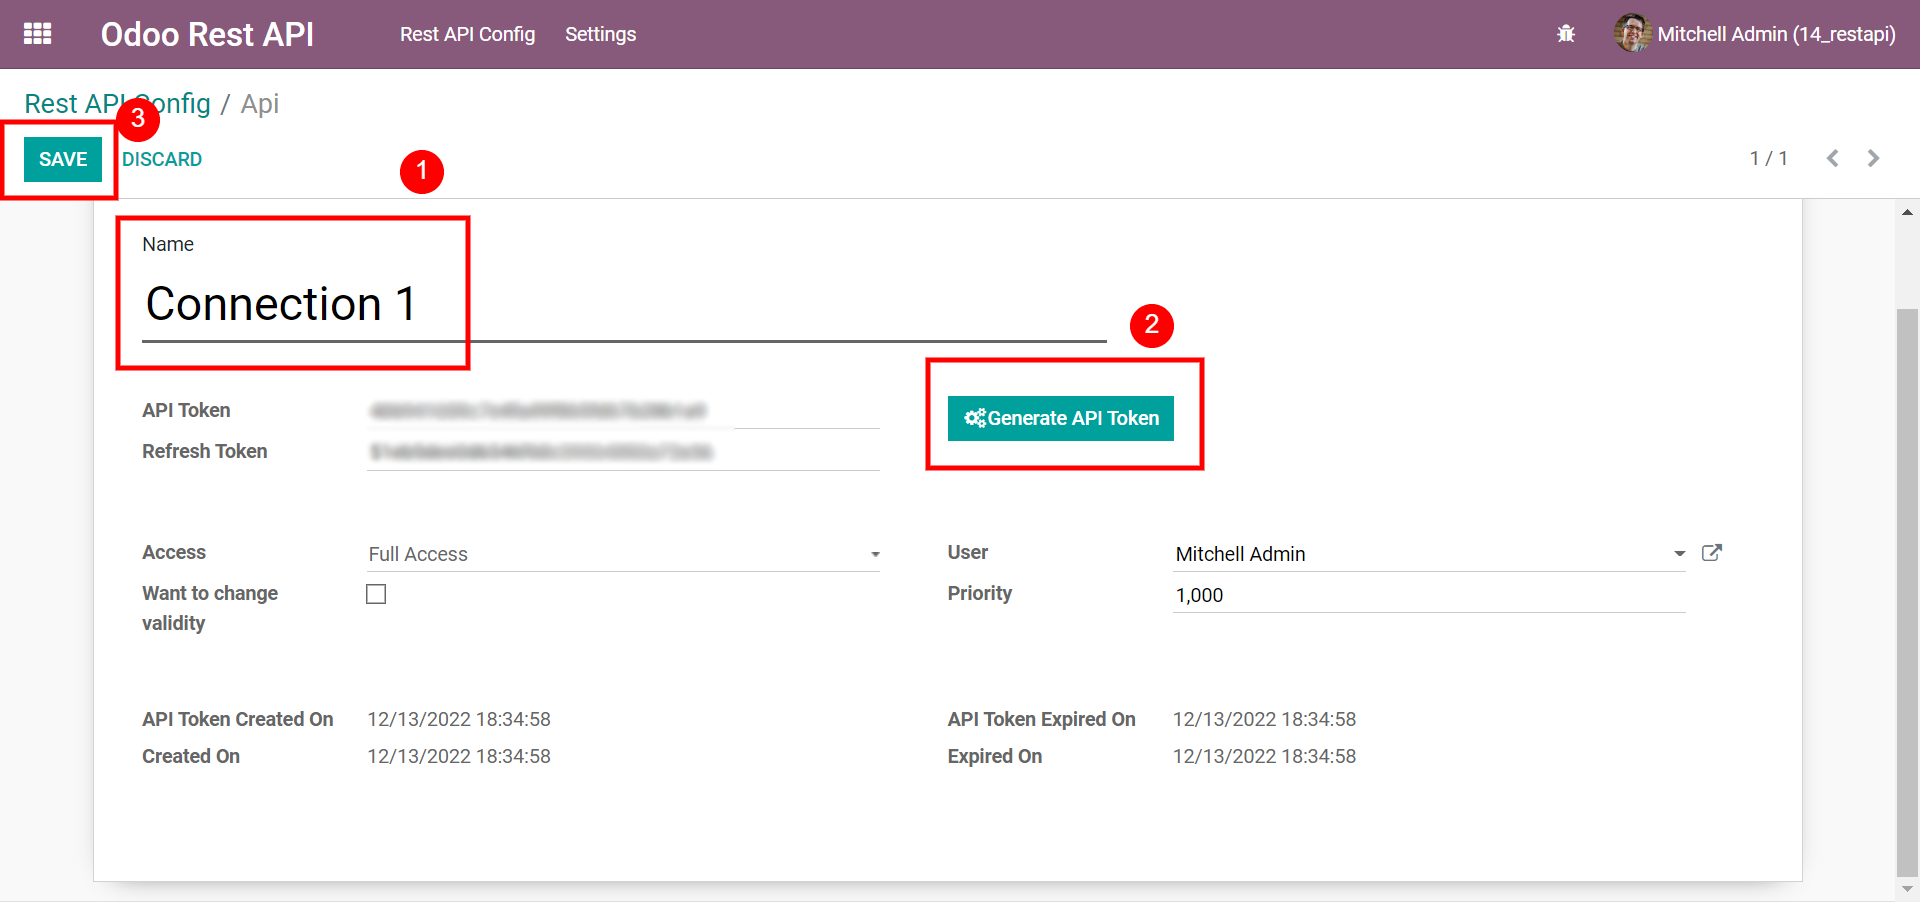 Odoo Rest API
Rest API Config
Settings
Mitchell Admin (14_restapi)
Rest API Config / Api
3
SAVE
DISCARD
1
1 / 1
Name
Connection 1
2
API Token
Generate API Token
Refresh Token
Access
Full Access
User
Mitchell Admin
Want to change
validity
Priority
1,000
API Token Created On
12/13/2022 18:34:58
API Token Expired On
12/13/2022 18:34:58
Created On
12/13/2022 18:34:58
Expired On
12/13/2022 18:34:58